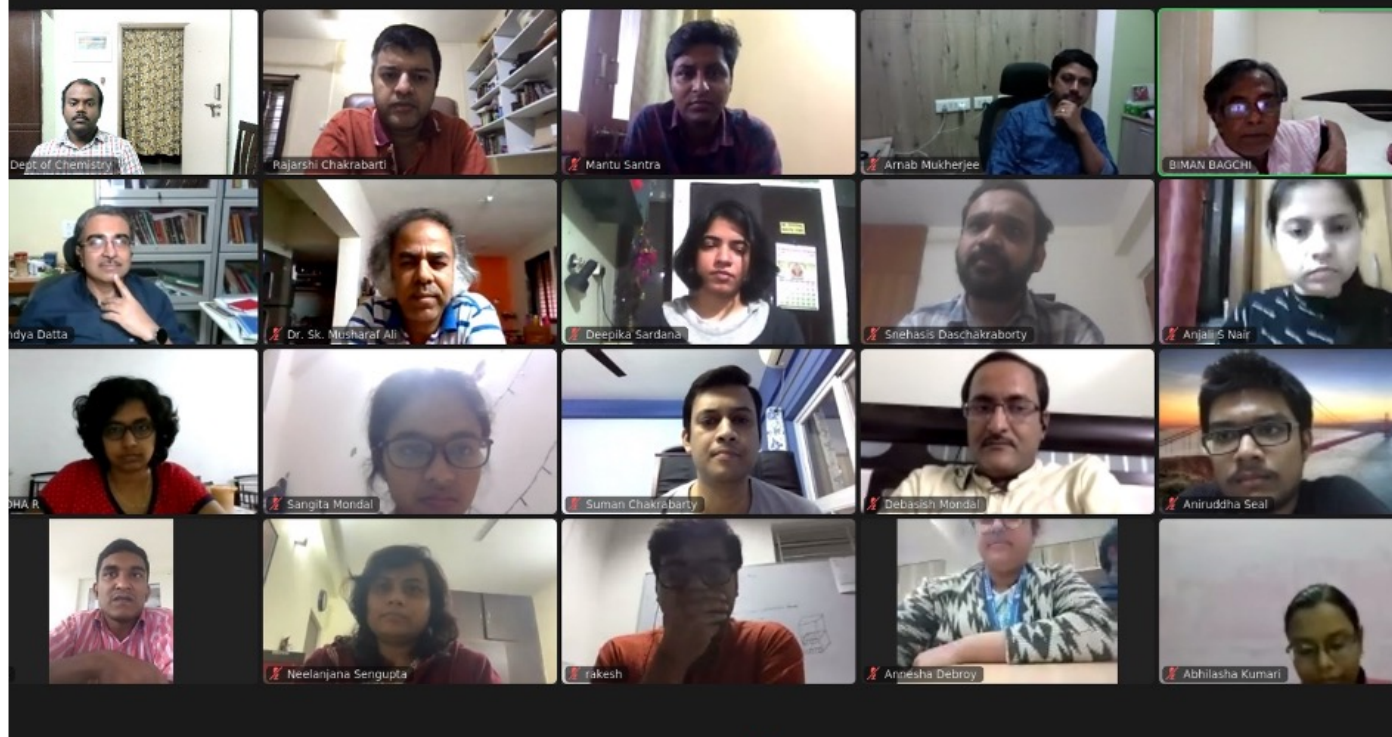 Dept of Chemistry
Rajarshi Chakrabarti
Mantu Santra
Arnab Mukherjee
BIMAN BAGCHI
ndya Datta
Dr. Sk. Musharaf Ali
Deepika Sardana
Snehasis Daschakraborty
Anjali S Nair
DHA R
Sangita Mondal
Suman Chakrabarty
Debasish Mondal
Aniruddha Seal
Neelanjana Sengupta
rakesh
Annesha Debroy
Abhilasha Kumari